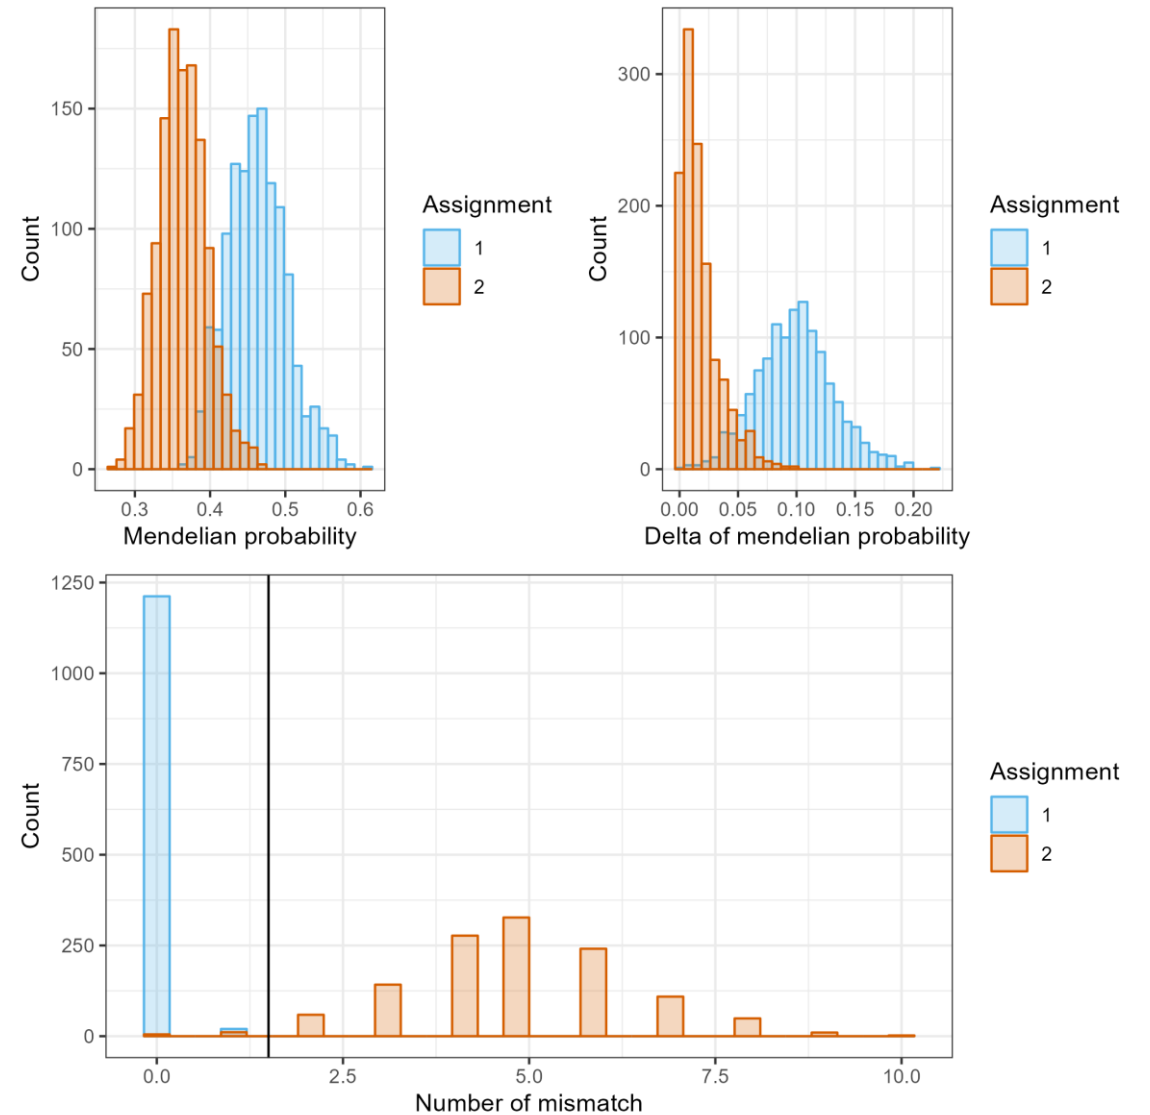 Count
150
100
50
0
0.3 0.4 0.5 0.6
Mendelian probability
Assignment
1
2
Count
300
200
100
0
0.00 0.05 0.10 0.15 0.20
Delta of mendelian probability
Assignment
1
2
Count
1250
1000
750
500
250
0
0.0 2.5 5.0 7.5 10.0
Number of mismatch
Assignment
1
2